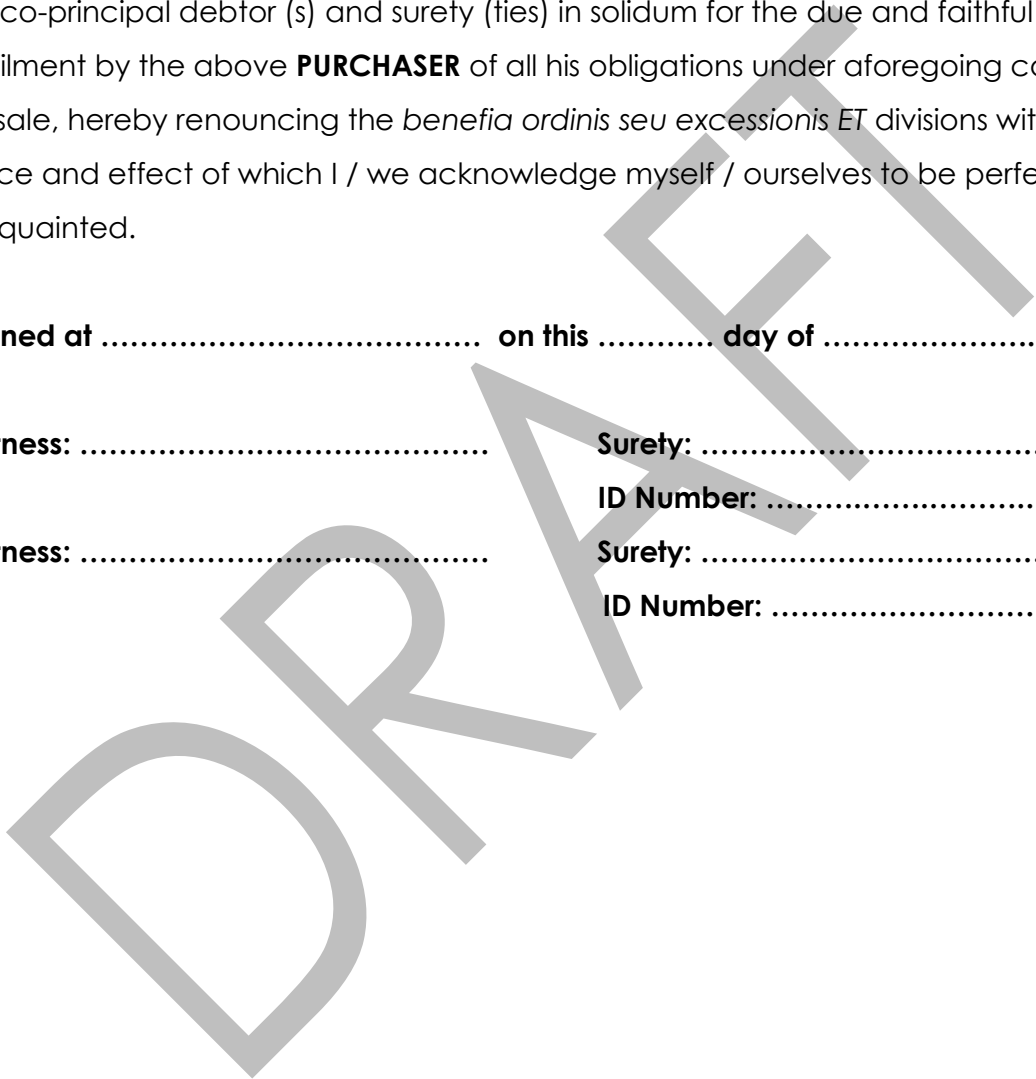 co-principal debtor (s) and surety (ties) in solidum for the due and faithful
ilment by the above PURCHASER of all his obligations under aforegoing co
sale, hereby renouncing the benefia ordinis seu excessionis ET divisions wit
ce and effect of which I / we acknowledge myself / ourselves to be perfe
quainted.
ned at .......................................... on this ............ day of ......................
ness: .......................................... Surety: ....................................
ID Number: ............................
ness: .......................................... Surety: ....................................
ID Number: ............................
DRAFT